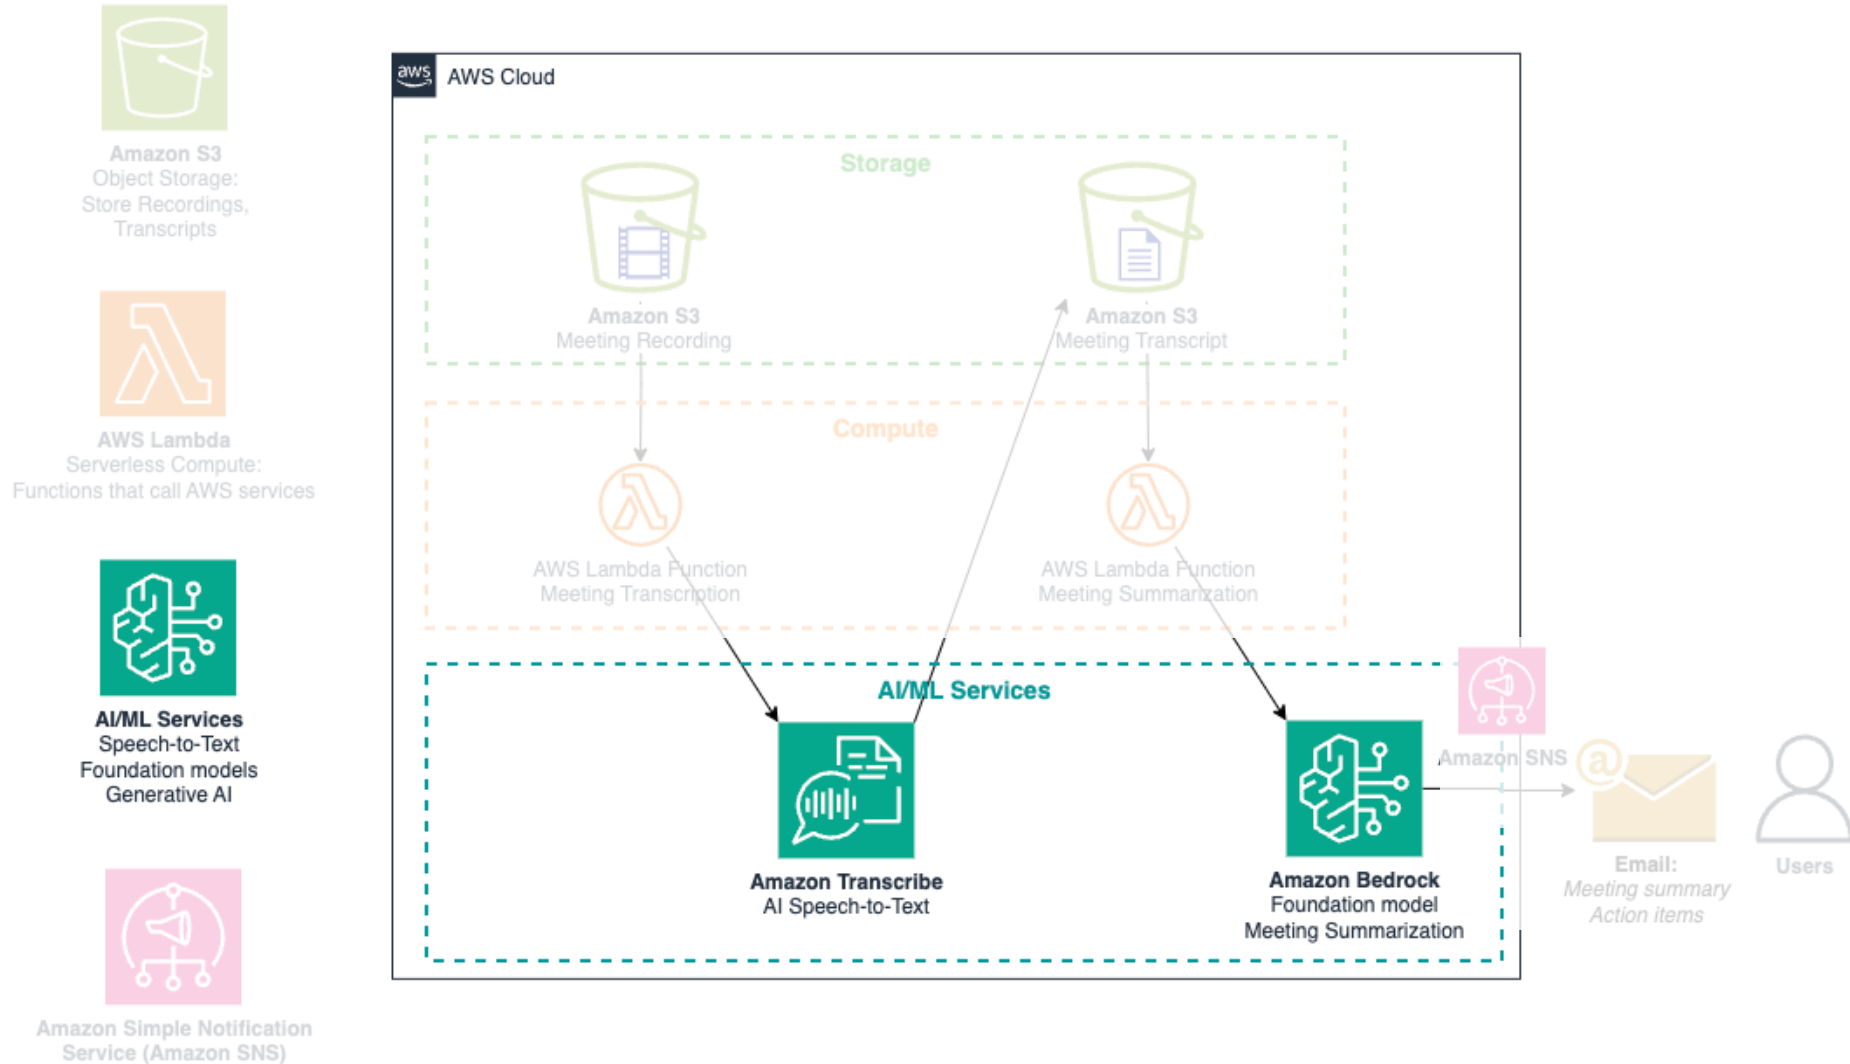 Amazon S3
Object Storage:
Store Recordings,
Transcripts
AWS Lambda
Serverless Compute:
Functions that call AWS services
AI/ML Services
Speech-to-Text
Foundation models
Generative AI
Amazon Simple Notification
Service (Amazon SNS)
aws
AWS Cloud
Storage
Amazon S3
Meeting Recording
Amazon S3
Meeting Transcript
Compute
AWS Lambda Function
Meeting Transcription
AWS Lambda Function
Meeting Summarization
AI/ML Services
Amazon Transcribe
AI Speech-to-Text
Amazon Bedrock
Foundation model
Meeting Summarization
Amazon SNS
@
Email:
Meeting summary
Action items
Users